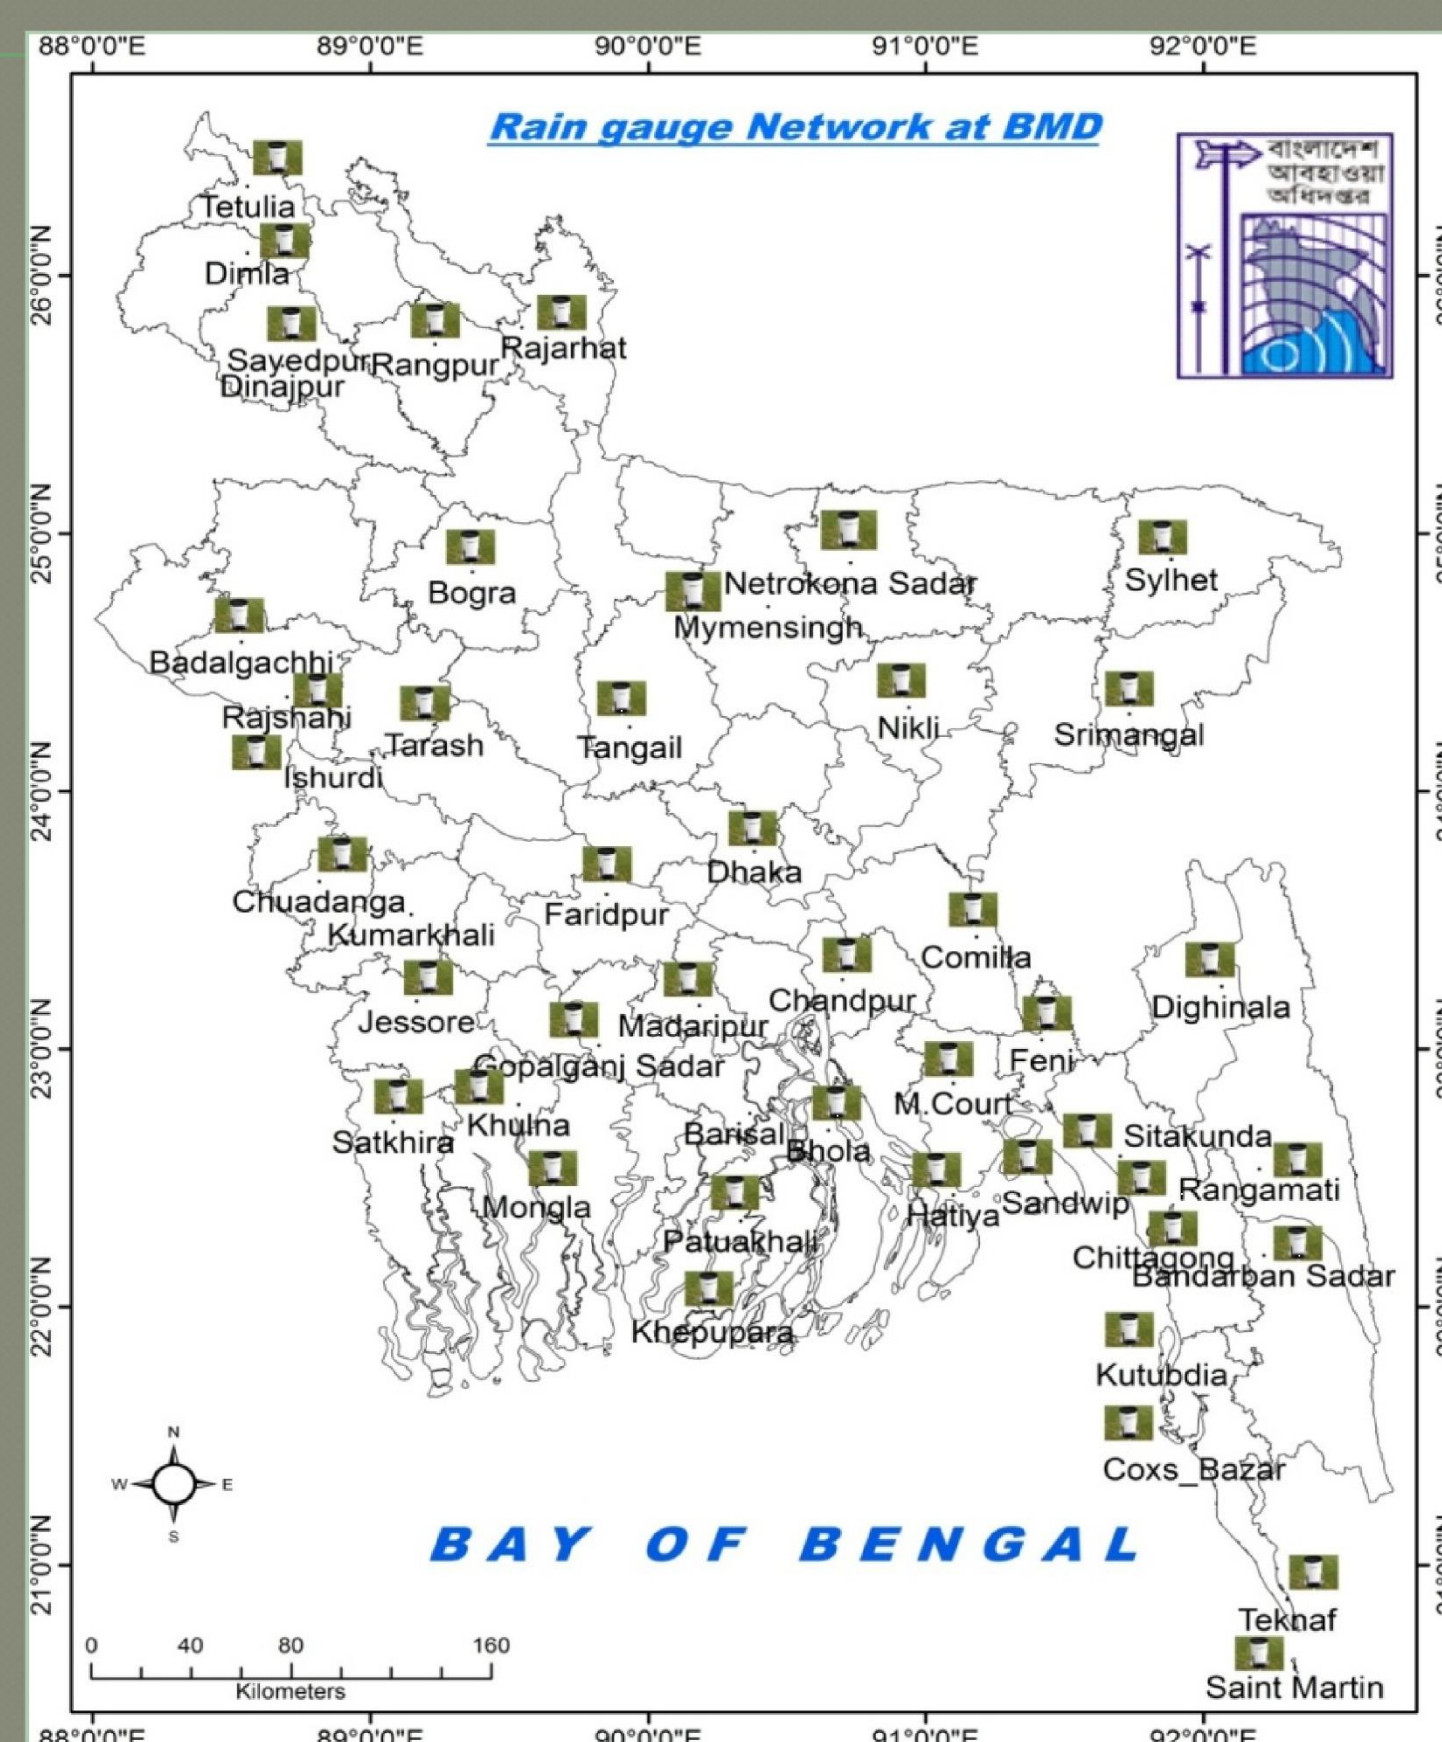 88°0'0"E 89°0'0"E 90°0'0"E 91°0'0"E 92°0'0"E
Rain gauge Network at BMD
বাংলাদেশ
আবহাওয়া
অধিদপ্তর
Tetulia
26°0'0"N
Dimla
Rajarhat
Sayedpur Rangpur
Dinajpur
25°0'0"N
Netrokona Sadar Sylhet
Bogra
Mymensingh
Badalgachhi
Rajshahi Nikli
Tarash Tangail Srimangal
Ishurdi
24°0'0"N
Dhaka
Chuadanga Faridpur
Kumarkhali
Comilla
Chandpur Dighinala
Jessore Madaripur
23°0'0"N
Gopalganj Sadar Feni
M.Court
Khulna
Satkhira Barisal Bhola Sitakunda
Rangamati
Mongla Hatiya Sandwip
Patuakhali
Chittagong
Bandarban Sadar
22°0'0"N
Khepupara
Kutubdia
Coxs_Bazar
N
W E
S
BAY OF BENGAL
21°0'0"N
Teknaf
0 40 80 160
Kilometers
Saint Martin
88°0'0"E 89°0'0"E 90°0'0"E 91°0'0"E 92°0'0"E